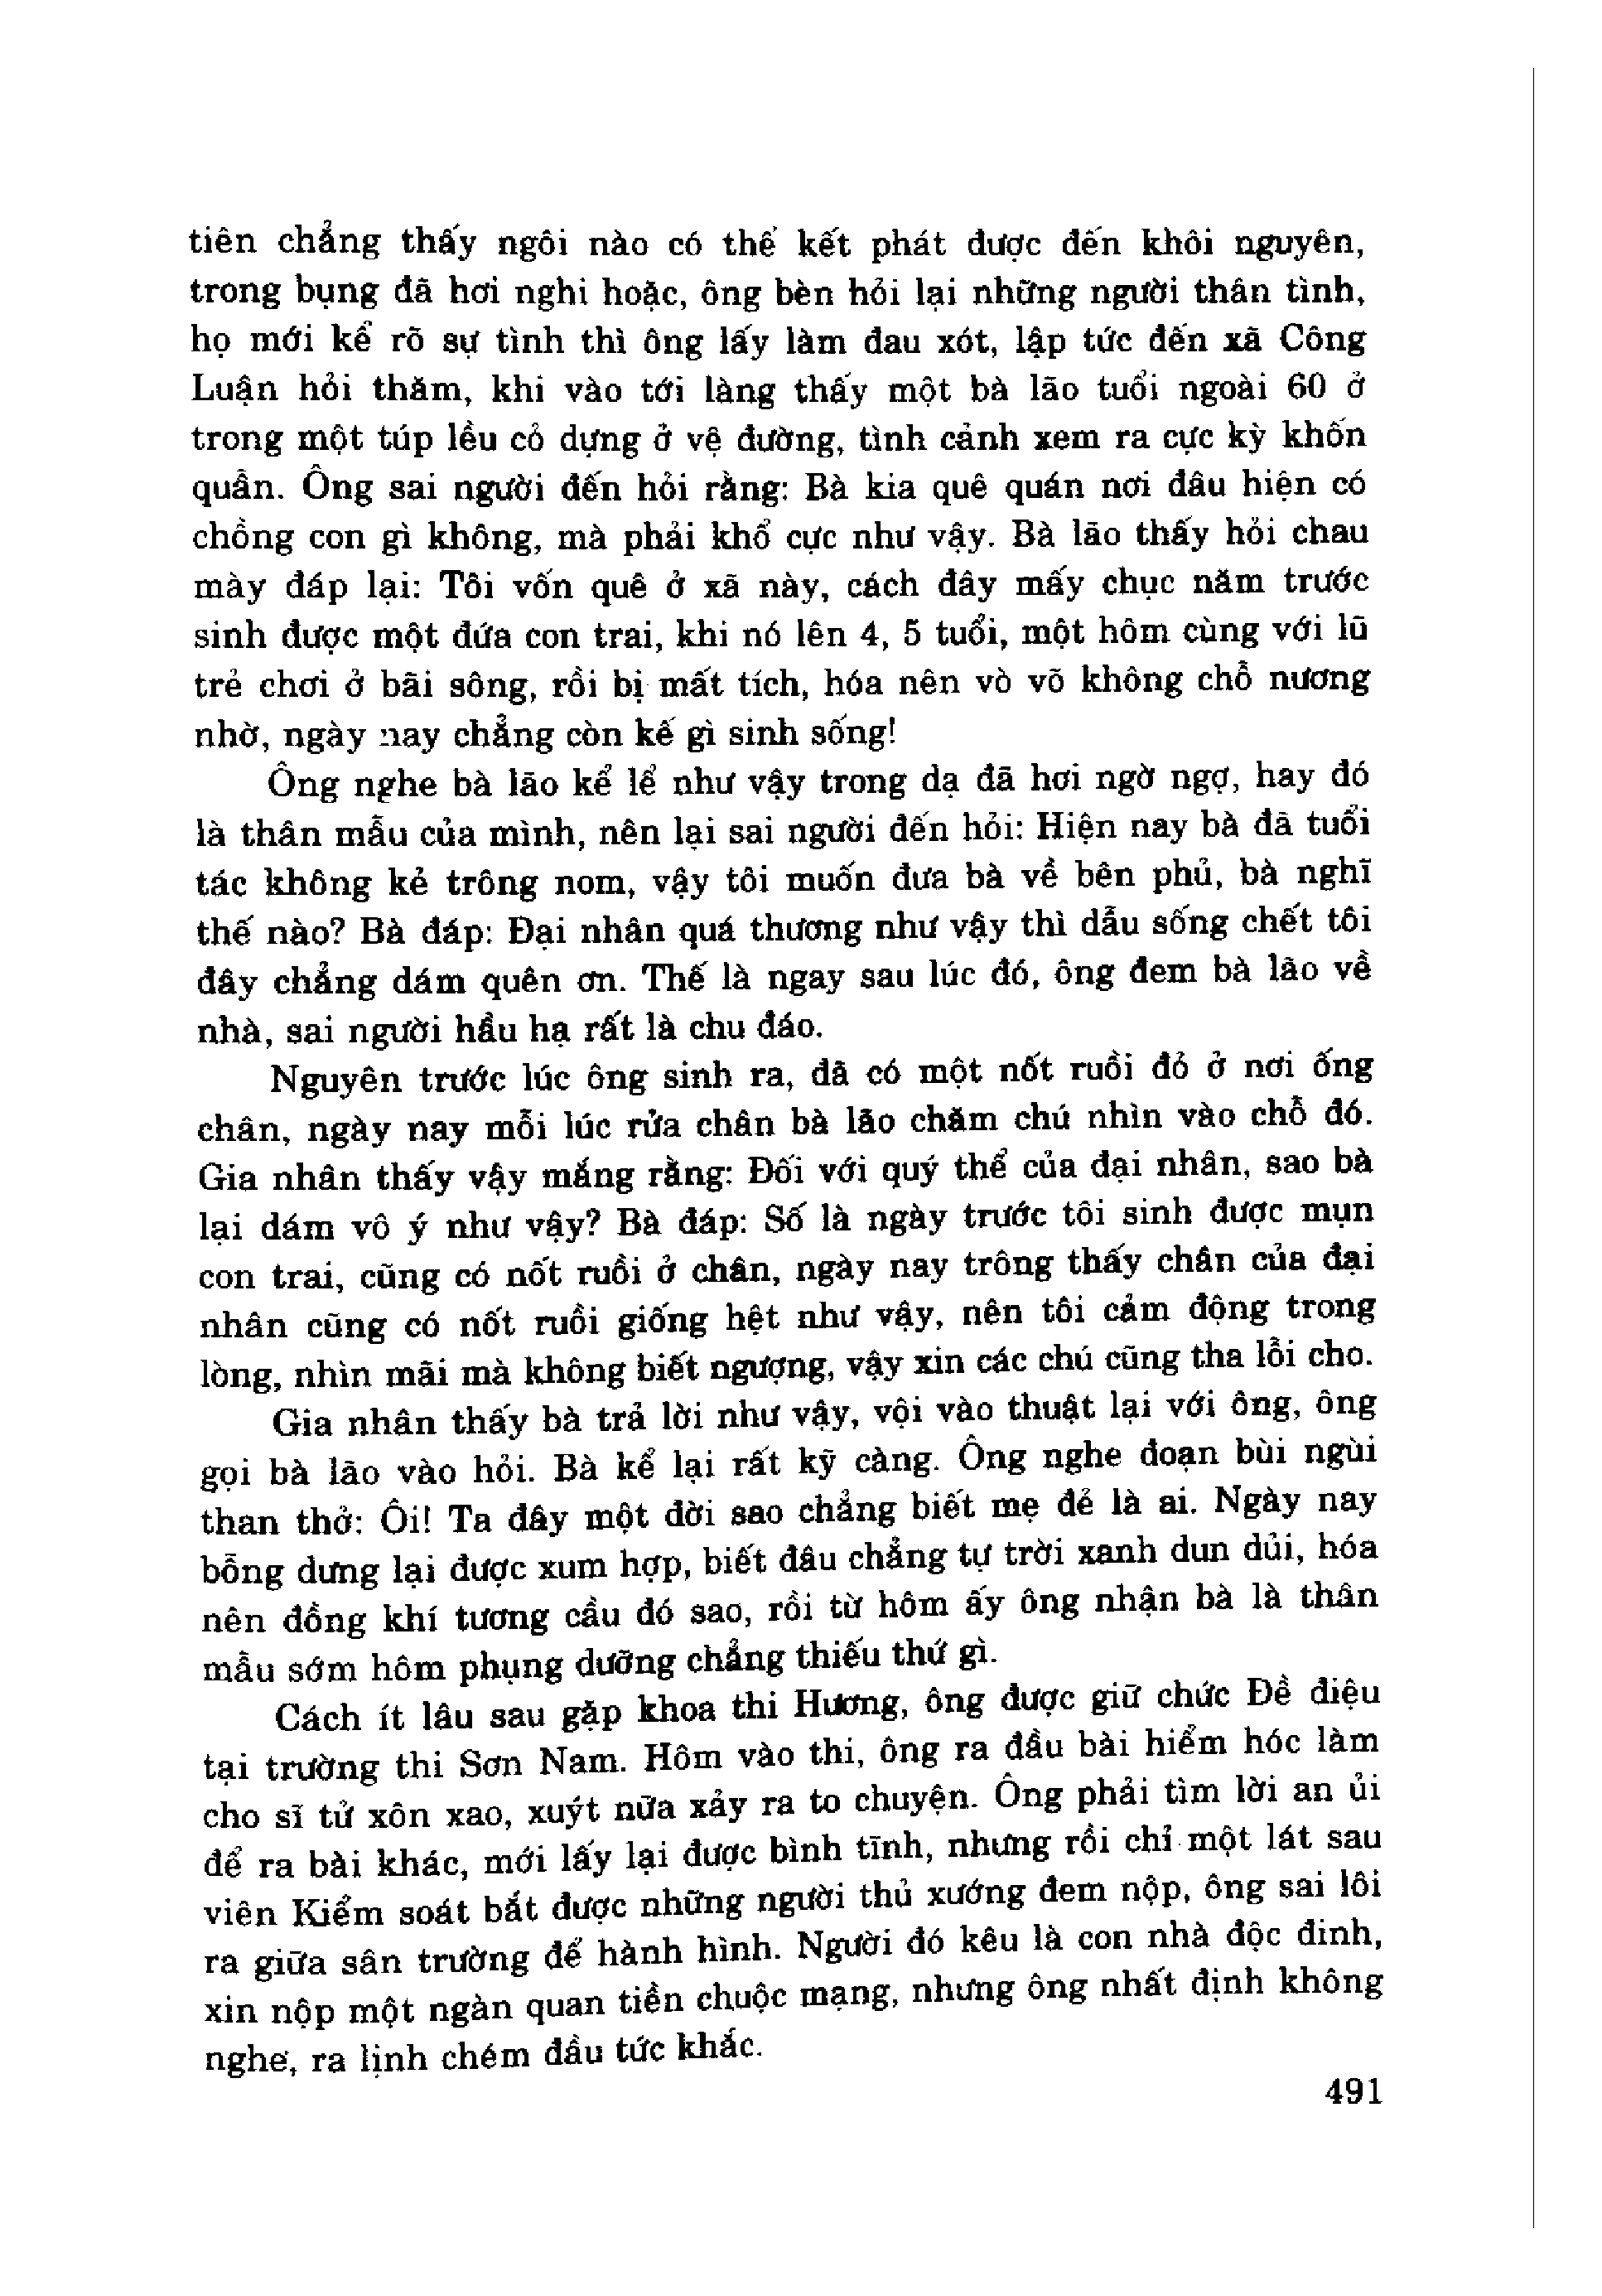 tiên chẳng thấy ngôi nào có thể kết phát được đến khôi nguyên,
trong bụng đã hơi nghi hoặc, ông bèn hỏi lại những người thân tình,
họ mới kể rõ sự tình thì ông lấy làm đau xót, lập tức đến xã Công
Luận hỏi thăm, khi vào tới làng thấy một bà lão tuổi ngoài 60 ở
trong một túp lều cỏ dựng ở vệ đường, tình cảnh xem ra cực kỳ khốn
quẫn. Ông sai người đến hỏi rằng: Bà kia quê quán nơi đâu hiện có
chồng con gì không, mà phải khổ cực như vậy. Bà lão thấy hỏi chau
mày đáp lại: Tôi vốn quê ở xã này, cách đây mấy chục năm trước
sinh được một đứa con trai, khi nó lên 4, 5 tuổi, một hôm cùng với lũ
trẻ chơi ở bãi sông, rồi bị mất tích, hóa nên vò võ không chỗ nương
nhờ, ngày nay chẳng còn kế gì sinh sống!
Ông nghe bà lão kể lể như vậy trong dạ đã hơi ngờ ngợ, hay đó
là thân mẫu của mình, nên lại sai người đến hỏi: Hiện nay bà đã tuổi
tác không kẻ trông nom, vậy tôi muốn đưa bà về bên phủ, bà nghĩ
thế nào? Bà đáp: Đại nhân quá thương như vậy thì dẫu sống chết tôi
đây chẳng dám quên ơn. Thế là ngay sau lúc đó, ông đem bà lão về
nhà, sai người hầu hạ rất là chu đáo.
Nguyên trước lúc ông sinh ra, đã có một nốt ruồi đỏ ở nơi ống
chân, ngày nay mỗi lúc rửa chân bà lão chăm chú nhìn vào chỗ đó.
Gia nhân thấy vậy mắng rằng: Đối với quý thể của đại nhân, sao bà
lại dám vô ý như vậy? Bà đáp: Số là ngày trước tôi sinh được mụn
con trai, cũng có nốt ruồi ở chân, ngày nay trông thấy chân của đại
nhân cũng có nốt ruồi giống hệt như vậy, nên tôi cảm động trong
lòng, nhìn mãi mà không biết ngượng, vậy xin các chú cũng tha lỗi cho.
Gia nhân thấy bà trả lời như vậy, vội vào thuật lại với ông, ông
gọi bà lão vào hỏi. Bà kể lại rất kỹ càng. Ông nghe đoạn bùi ngùi
than thở: Ôi! Ta đây một đời sao chẳng biết mẹ đẻ là ai. Ngày nay
bỗng dưng lại được xum hợp, biết đâu chẳng tự trời xanh dun dủi, hóa
nên đồng khí tương cầu đó sao, rồi từ hôm ấy ông nhận bà là thân
mẫu sớm hôm phụng dưỡng chẳng thiếu thứ gì.
Cách ít lâu sau gặp khoa thi Hương, ông được giữ chức Đề điệu
tại trường thi Sơn Nam. Hôm vào thi, ông ra đầu bài hiểm hóc làm
cho sĩ tử xôn xao, xuýt nữa xảy ra to chuyện. Ông phải tìm lời an ủi
để ra bài khác, mới lấy lại được bình tĩnh, nhưng rồi chỉ một lát sau
viên Kiểm soát bắt được những người thủ xướng đem nộp, ông sai lôi
ra giữa sân trường để hành hình. Người đó kêu là con nhà độc đinh,
xin nộp một ngàn quan tiền chuộc mạng, nhưng ông nhất định không
nghe, ra lịnh chém đầu tức khắc.
491